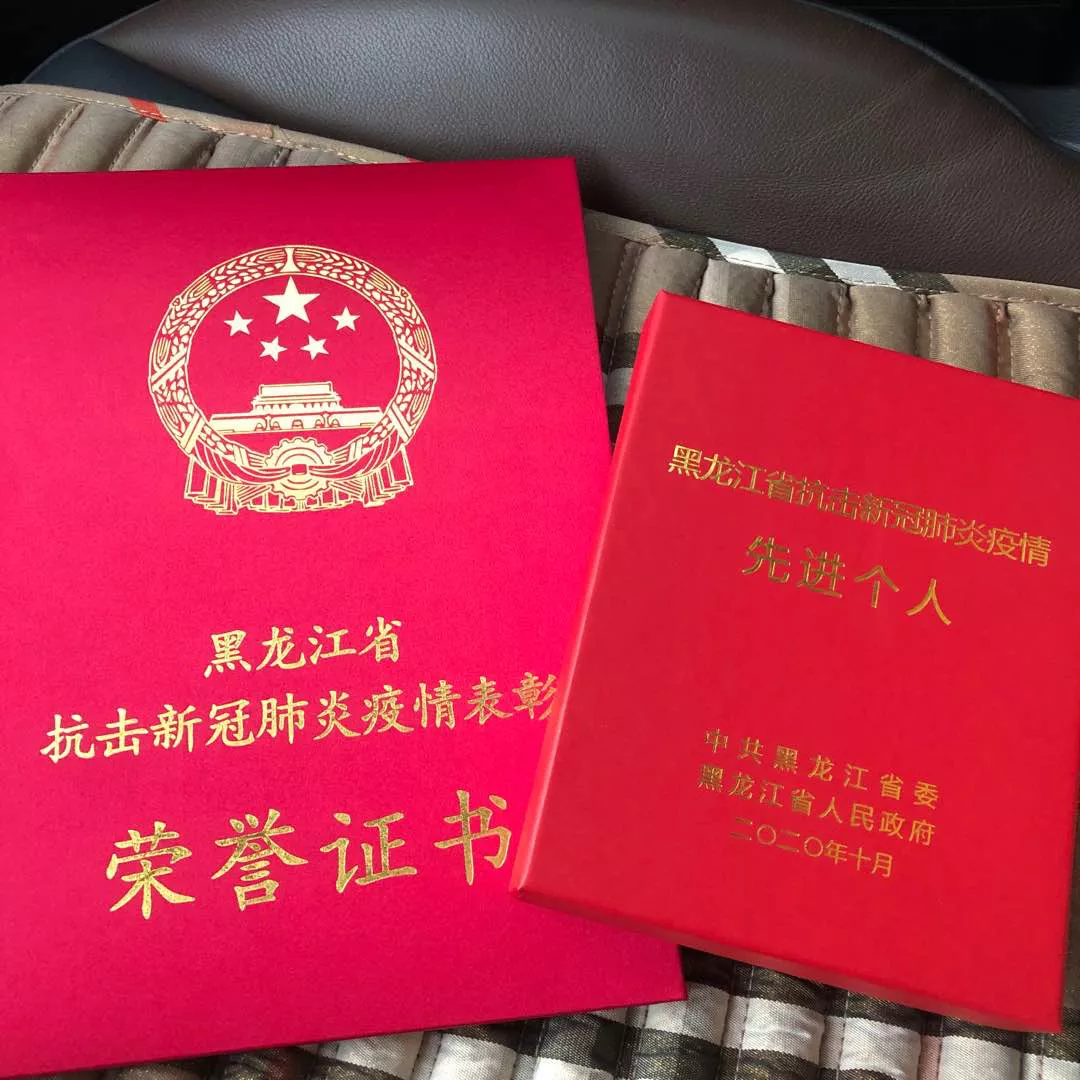 黑龙江省
抗击新冠肺炎疫情表彰
荣誉证书
黑龙江省抗击新冠肺炎疫情
先进个人
中共黑龙江省委
黑龙江省人民政府
二〇二〇年十月